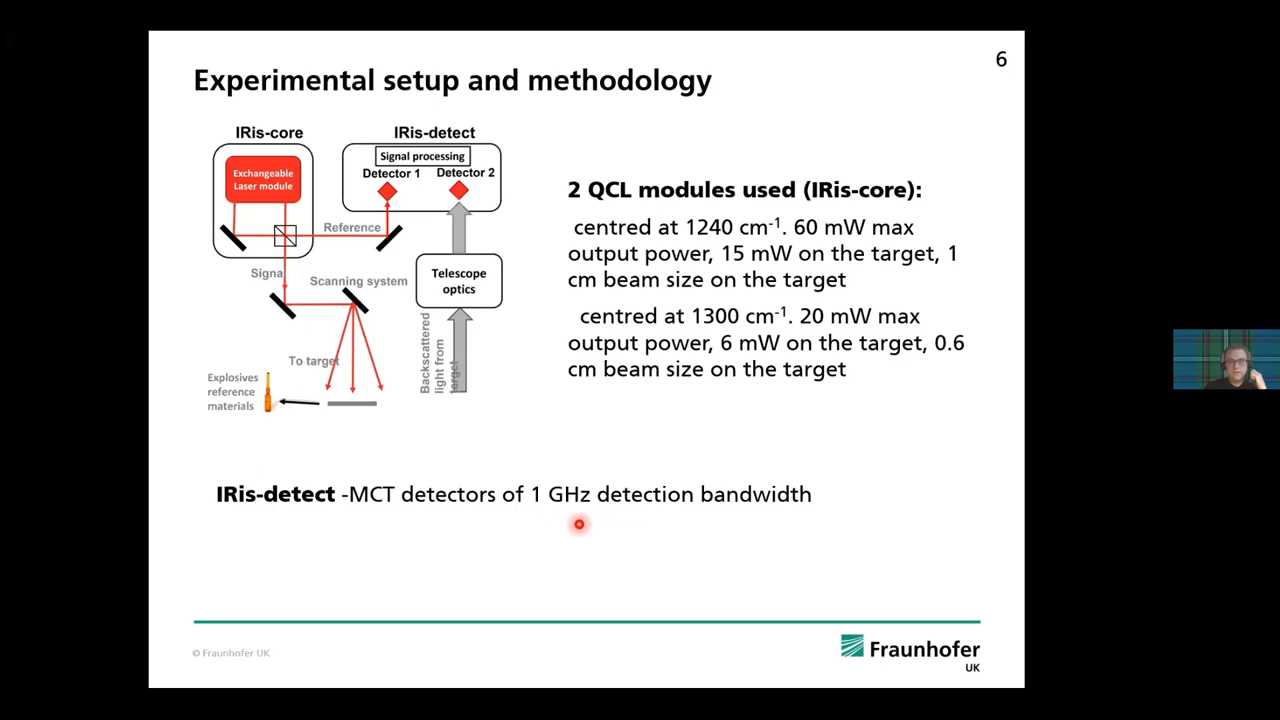 6
Experimental setup and methodology
IRis-core
IRis-detect
Exchangeable
Laser module
Signal processing
Detector 1
Detector 2
Reference
Signal
Scanning system
Telescope
optics
To target
Backscattered
light from
target
Explosives
reference
materials
2 QCL modules used (IRis-core):
centred at 1240 cm⁻¹. 60 mW max
output power, 15 mW on the target, 1
cm beam size on the target
centred at 1300 cm⁻¹. 20 mW max
output power, 6 mW on the target, 0.6
cm beam size on the target
IRis-detect -MCT detectors of 1 GHz detection bandwidth
© Fraunhofer UK
Fraunhofer
UK